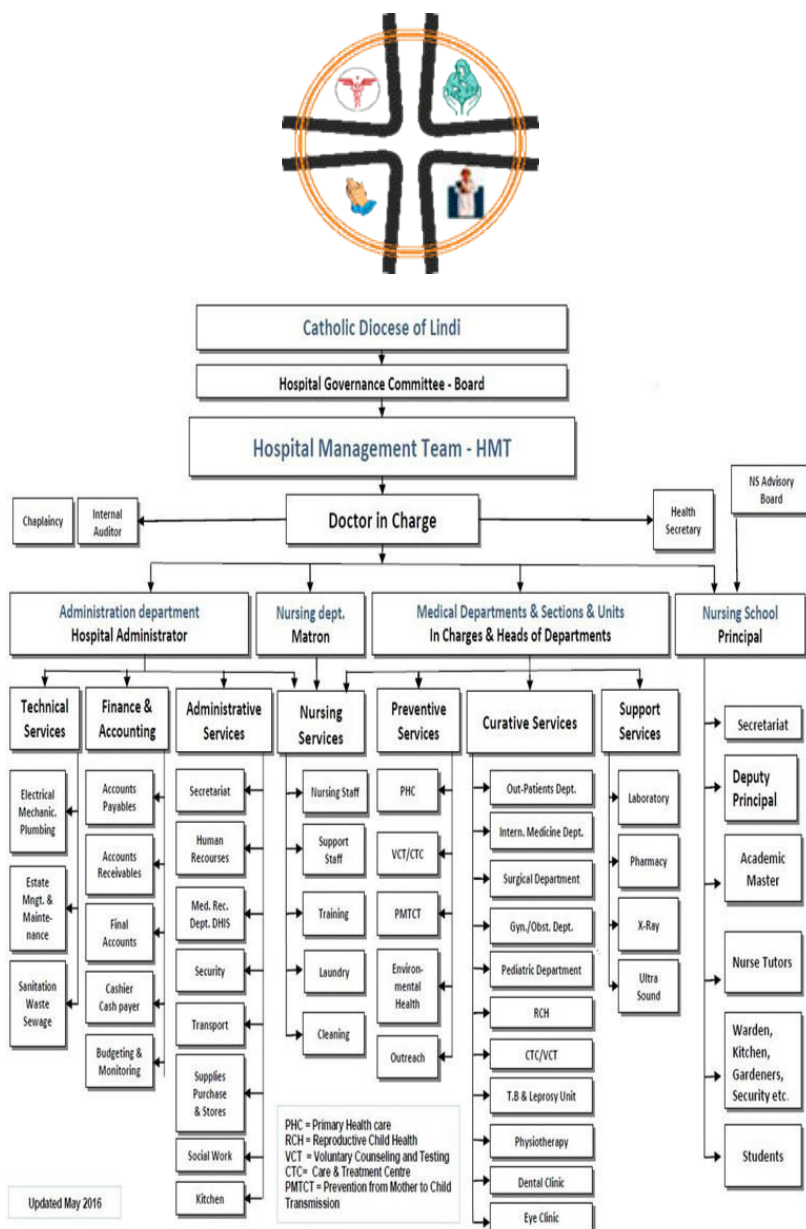 Catholic Diocese of Lindi
Hospital Governance Committee - Board
Hospital Management Team - HMT
NS Advisory
Board
Chaplaincy
Internal
Auditor
Doctor in Charge
Health
Secretary
Administration department
Hospital Administrator
Nursing dept.
Matron
Medical Departments & Sections & Units
In Charges & Heads of Departments
Nursing School
Principal
Technical
Services
Electrical
Mechanic.
Plumbing
Estate
Mngt. &
Mainte-
nance
Sanitation
Waste
Sewage
Finance &
Accounting
Accounts
Payables
Accounts
Receivables
Final
Accounts
Cashier
Cash payer
Budgeting &
Monitoring
Administrative
Services
Secretariat
Human
Recourses
Med. Rec.
Dept. DHIS
Security
Transport
Supplies
Purchase
& Stores
Social Work
Kitchen
Nursing
Services
Nursing Staff
Support
Staff
Training
Laundry
Cleaning
Preventive
Services
PHC
VCT/CTC
PMTCT
Environ-
mental
Health
Outreach
Curative Services
Out-Patients Dept.
Intern. Medicine Dept.
Surgical Department
Gyn./Obst. Dept.
Pediatric Department
RCH
CTC/VCT
T.B & Leprosy Unit
Physiotherapy
Dental Clinic
Eye Clinic
Support
Services
Laboratory
Pharmacy
X-Ray
Ultra
Sound
Secretariat
Deputy
Principal
Academic
Master
Nurse Tutors
Warden,
Kitchen,
Gardeners,
Security etc.
Students
PHC = Primary Health care
RCH = Reproductive Child Health
VCT = Voluntary Counseling and Testing
CTC= Care & Treatment Centre
PMTCT = Prevention from Mother to Child
Transmission
Updated May 2016